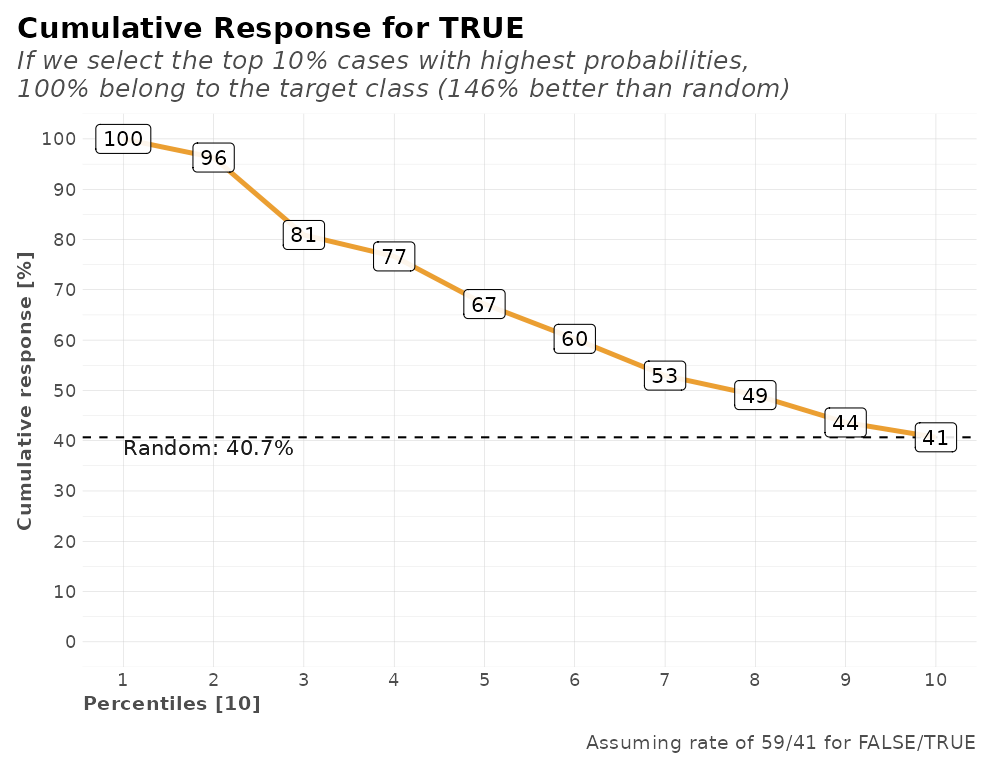 Cumulative Response for TRUE
If we select the top 10% cases with highest probabilities,
100% belong to the target class (146% better than random)
Cumulative response [%]
100
90
80
70
60
50
40
30
20
10
0
100
96
81
77
67
60
53
49
44
41
Random: 40.7%
1 2 3 4 5 6 7 8 9 10
Percentiles [10]
Assuming rate of 59/41 for FALSE/TRUE